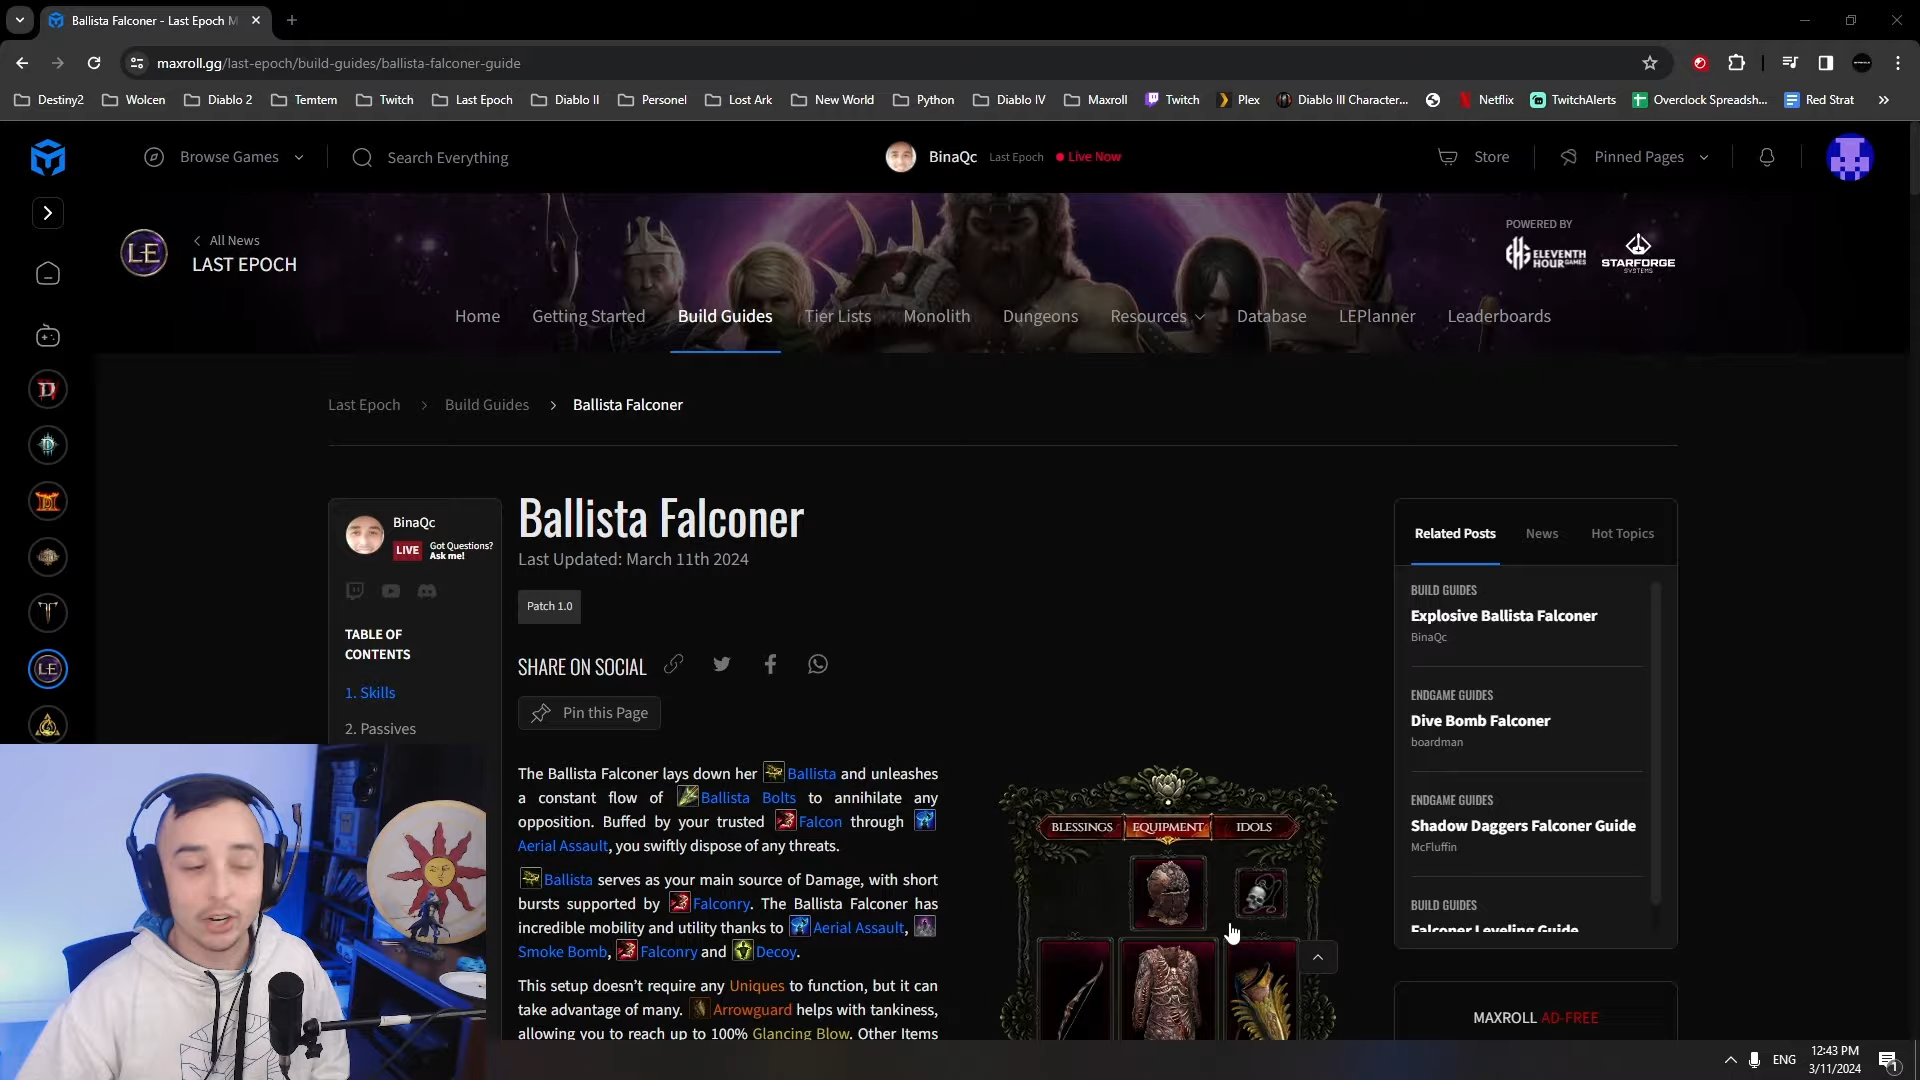 Ballista Falconer - Last Epoch M
maxroll.gg/last-epoch/build-guides/ballista-falconer-guide
Destiny2
Wolcen
Diablo 2
Temtem
Twitch
Last Epoch
Diablo II
Personel
Lost Ark
New World
Python
Diablo IV
Maxroll
Twitch
Plex
Diablo III Character...
Netflix
TwitchAlerts
Overclock Spreadsh...
Red Strat
Browse Games
Search Everything
BinaQc Last Epoch Live Now
Store
Pinned Pages
LE
All News
LAST EPOCH
POWERED BY
ELEVENTH
HOUR GAMES
STARFORGE
SYSTEMS
Home
Getting Started
Build Guides
Tier Lists
Monolith
Dungeons
Resources
Database
LEPlanner
Leaderboards
Last Epoch > Build Guides > Ballista Falconer
BinaQc
LIVE
Got Questions?
Ask me!
TABLE OF
CONTENTS
1. Skills
2. Passives
LE
Ballista Falconer
Last Updated: March 11th 2024
Patch 1.0
SHARE ON SOCIAL
Pin this Page
The Ballista Falconer lays down her Ballista and unleashes
a constant flow of Ballista Bolts to annihilate any
opposition. Buffed by your trusted Falcon through
Aerial Assault, you swiftly dispose of any threats.
Ballista serves as your main source of Damage, with short
bursts supported by Falconry. The Ballista Falconer has
incredible mobility and utility thanks to Aerial Assault,
Smoke Bomb, Falconry and Decoy.
This setup doesn't require any Uniques to function, but it can
take advantage of many. Arrowguard helps with tankiness,
allowing you to reach up to 100% Glancing Blow. Other Items
BLESSINGS
EQUIPMENT
IDOLS
Related Posts
News
Hot Topics
BUILD GUIDES
Explosive Ballista Falconer
BinaQc
ENDGAME GUIDES
Dive Bomb Falconer
boardman
ENDGAME GUIDES
Shadow Daggers Falconer Guide
McFluffin
BUILD GUIDES
Falconer Leveling Guide
MAXROLL AD-FREE
ENG
12:43 PM
3/11/2024
1